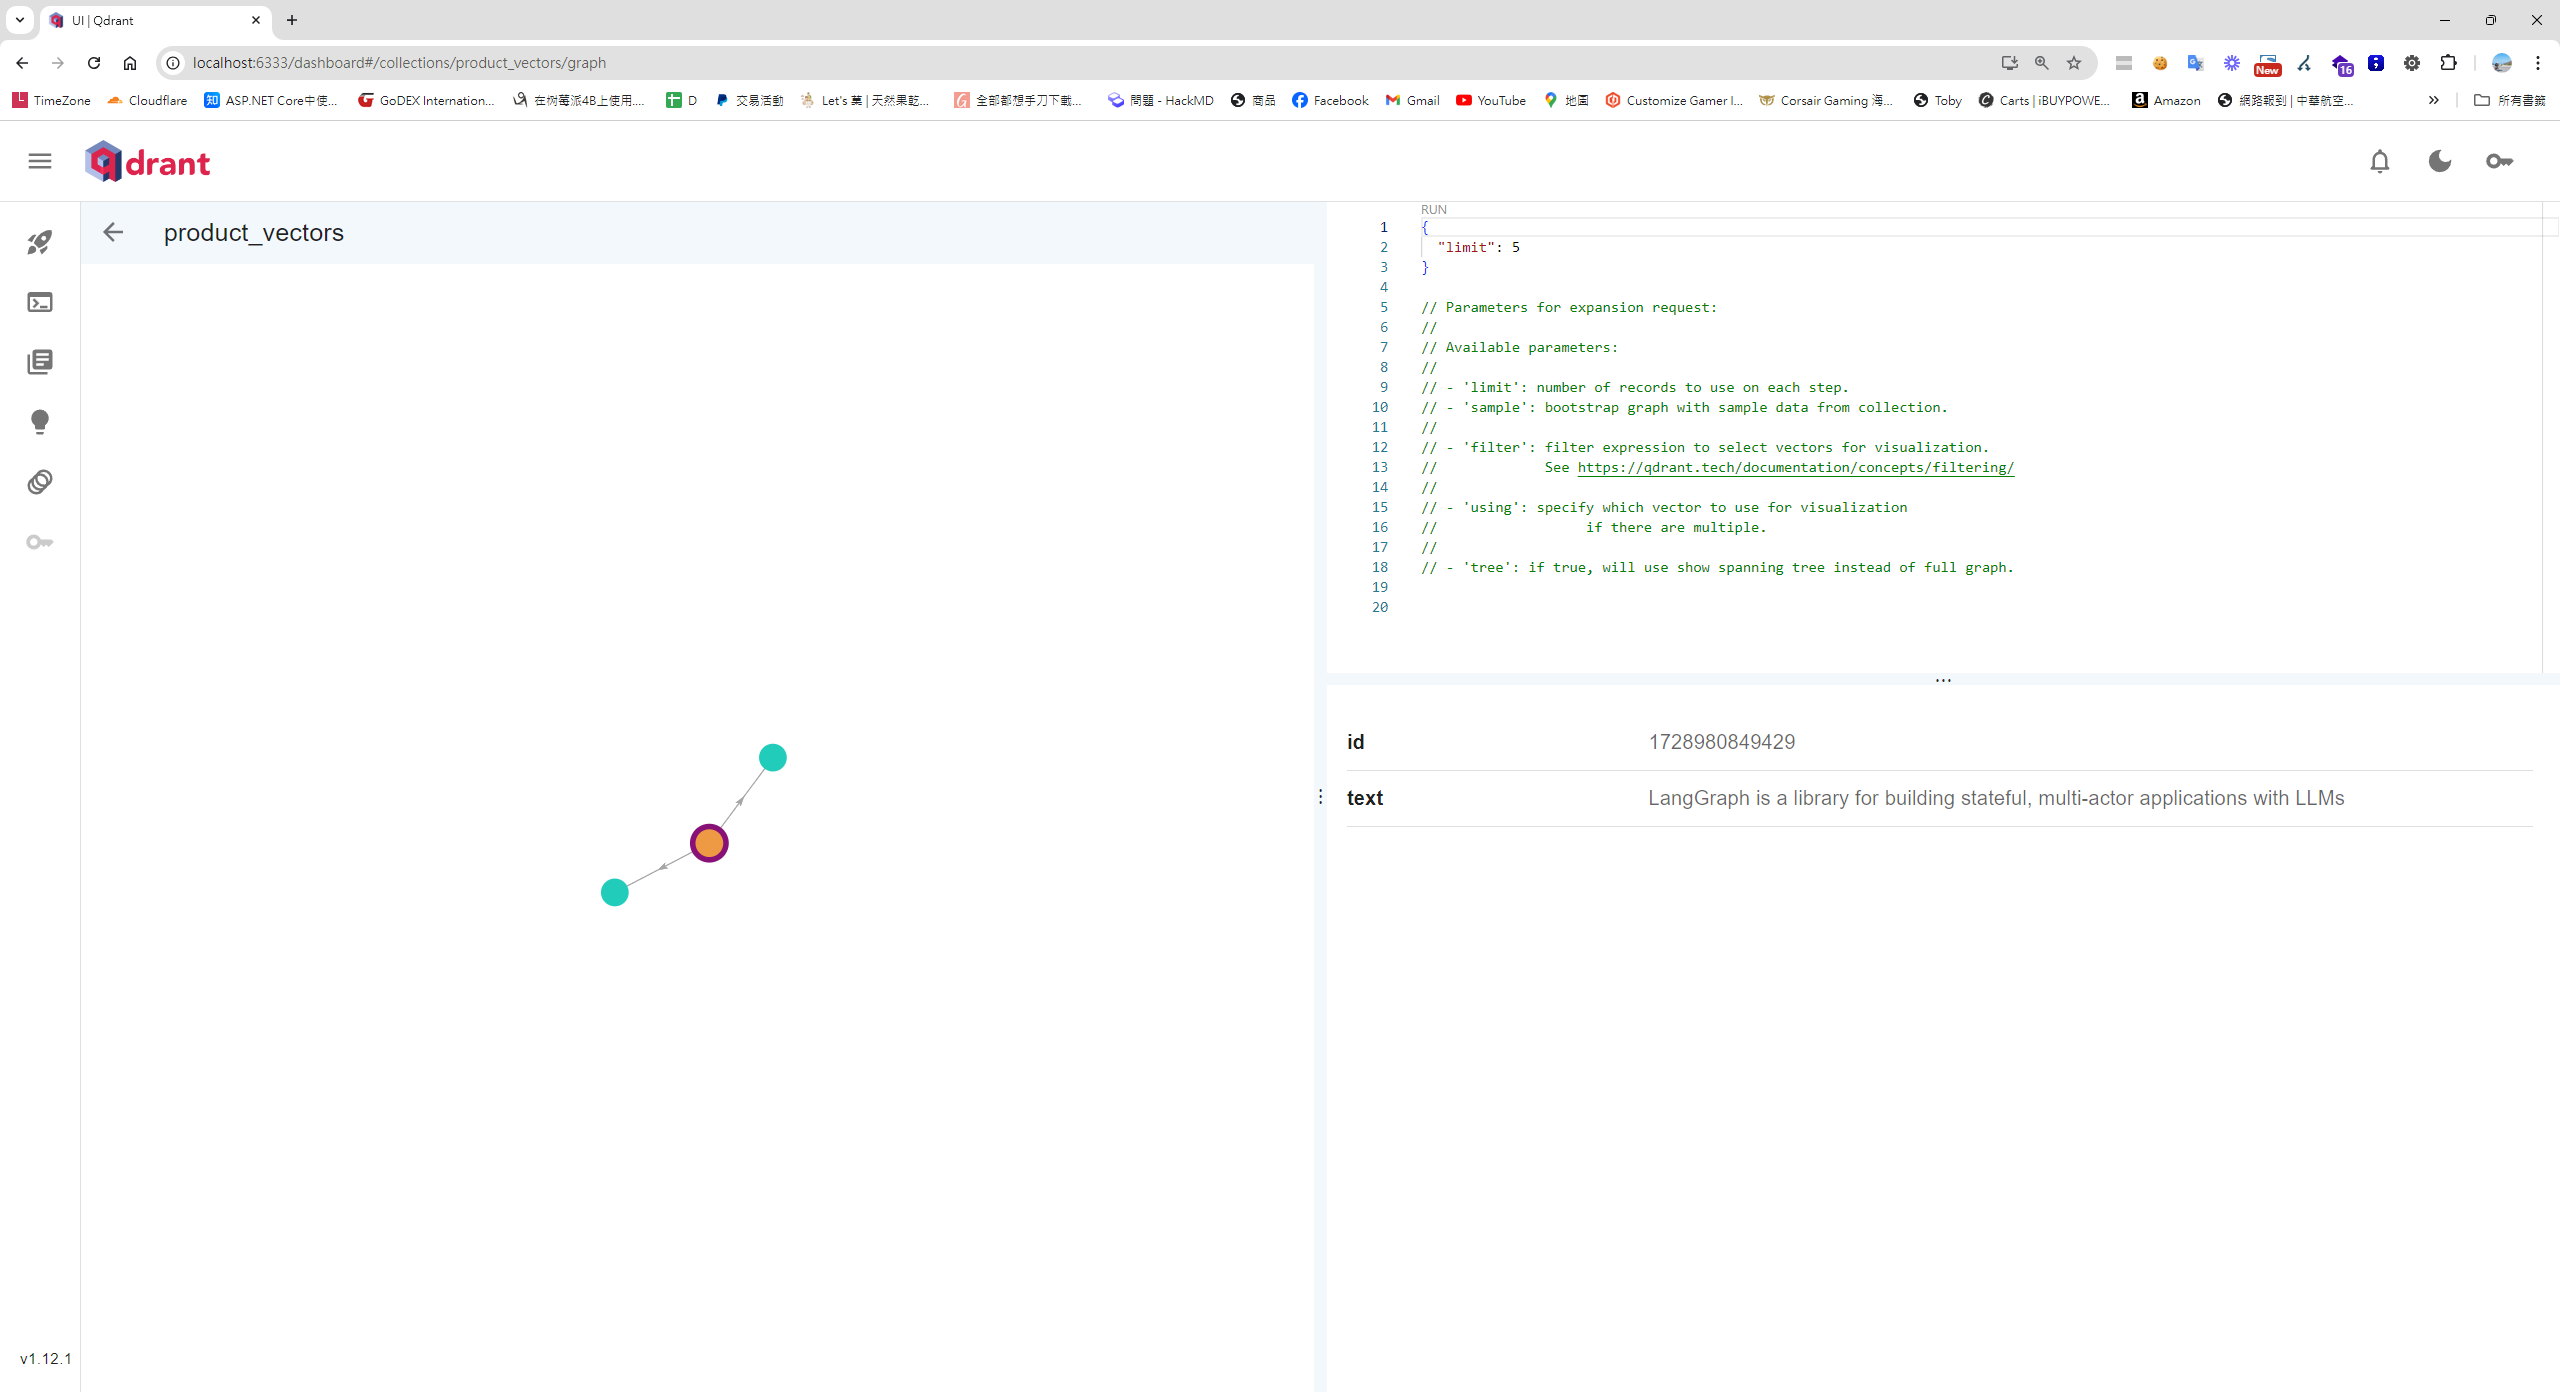 UI | Qdrant
localhost:6333/dashboard#/collections/product_vectors/graph
New
16
TimeZone
Cloudflare
知 ASP.NET Core中使...
GoDEX Internation...
在树莓派4B上使用....
D
交易活動
Let's 菓 | 天然果乾...
全部都想手刀下載...
問題 - HackMD
商品
Facebook
Gmail
YouTube
地圖
Customize Gamer I...
Corsair Gaming 海...
Toby
Carts | iBUYPOWE...
Amazon
網路報到 | 中華航空...
所有書籤
qdrant
product_vectors
RUN
1 {
2 "limit": 5
3 }
4
5 // Parameters for expansion request:
6 //
7 // Available parameters:
8 //
9 // - 'limit': number of records to use on each step.
10 // - 'sample': bootstrap graph with sample data from collection.
11 //
12 // - 'filter': filter expression to select vectors for visualization.
13 // See https://qdrant.tech/documentation/concepts/filtering/
14 //
15 // - 'using': specify which vector to use for visualization
16 // if there are multiple.
17 //
18 // - 'tree': if true, will use show spanning tree instead of full graph.
19
20
id 1728980849429
text LangGraph is a library for building stateful, multi-actor applications with LLMs
v1.12.1